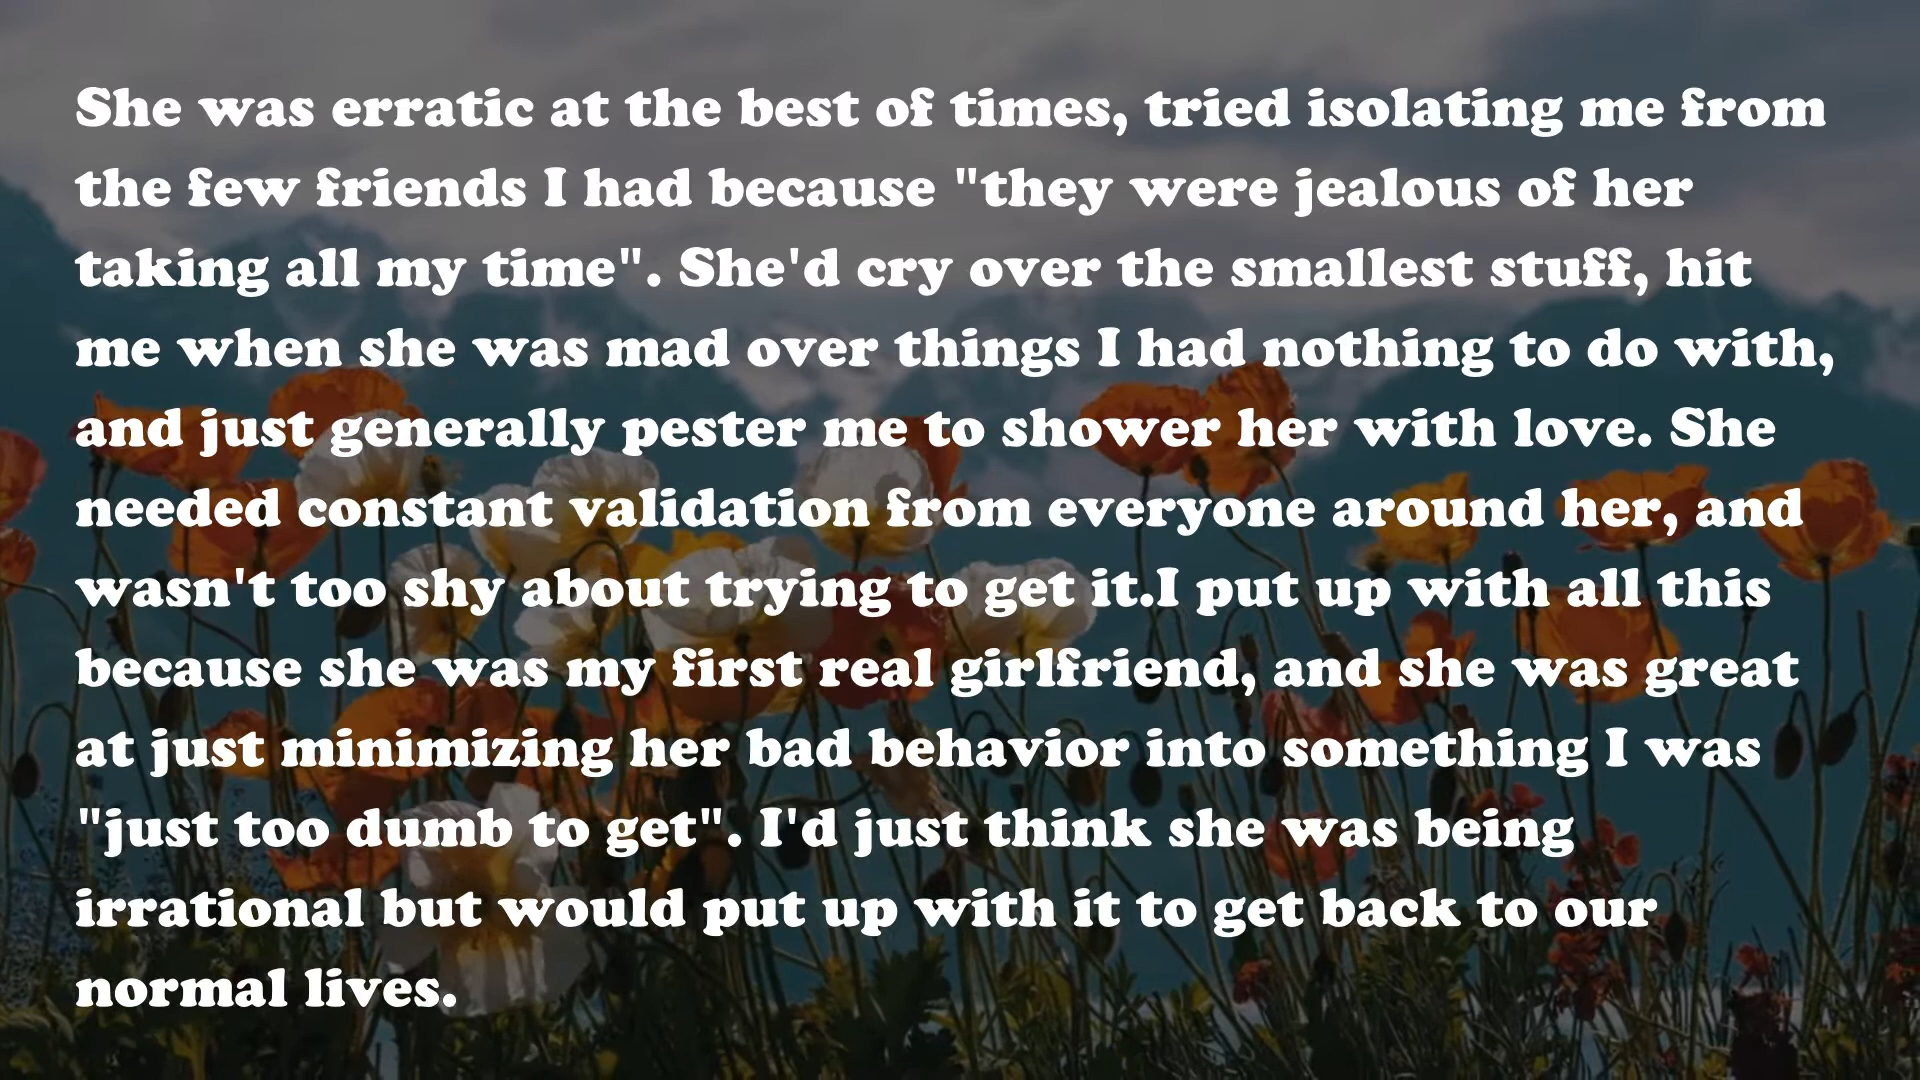 She was erratic at the best of times, tried isolating me from
the few friends I had because "they were jealous of her
taking all my time". She'd cry over the smallest stuff, hit
me when she was mad over things I had nothing to do with,
and just generally pester me to shower her with love. She
needed constant validation from everyone around her, and
wasn't too shy about trying to get it.I put up with all this
because she was my first real girlfriend, and she was great
at just minimizing her bad behavior into something I was
"just too dumb to get". I'd just think she was being
irrational but would put up with it to get back to our
normal lives.